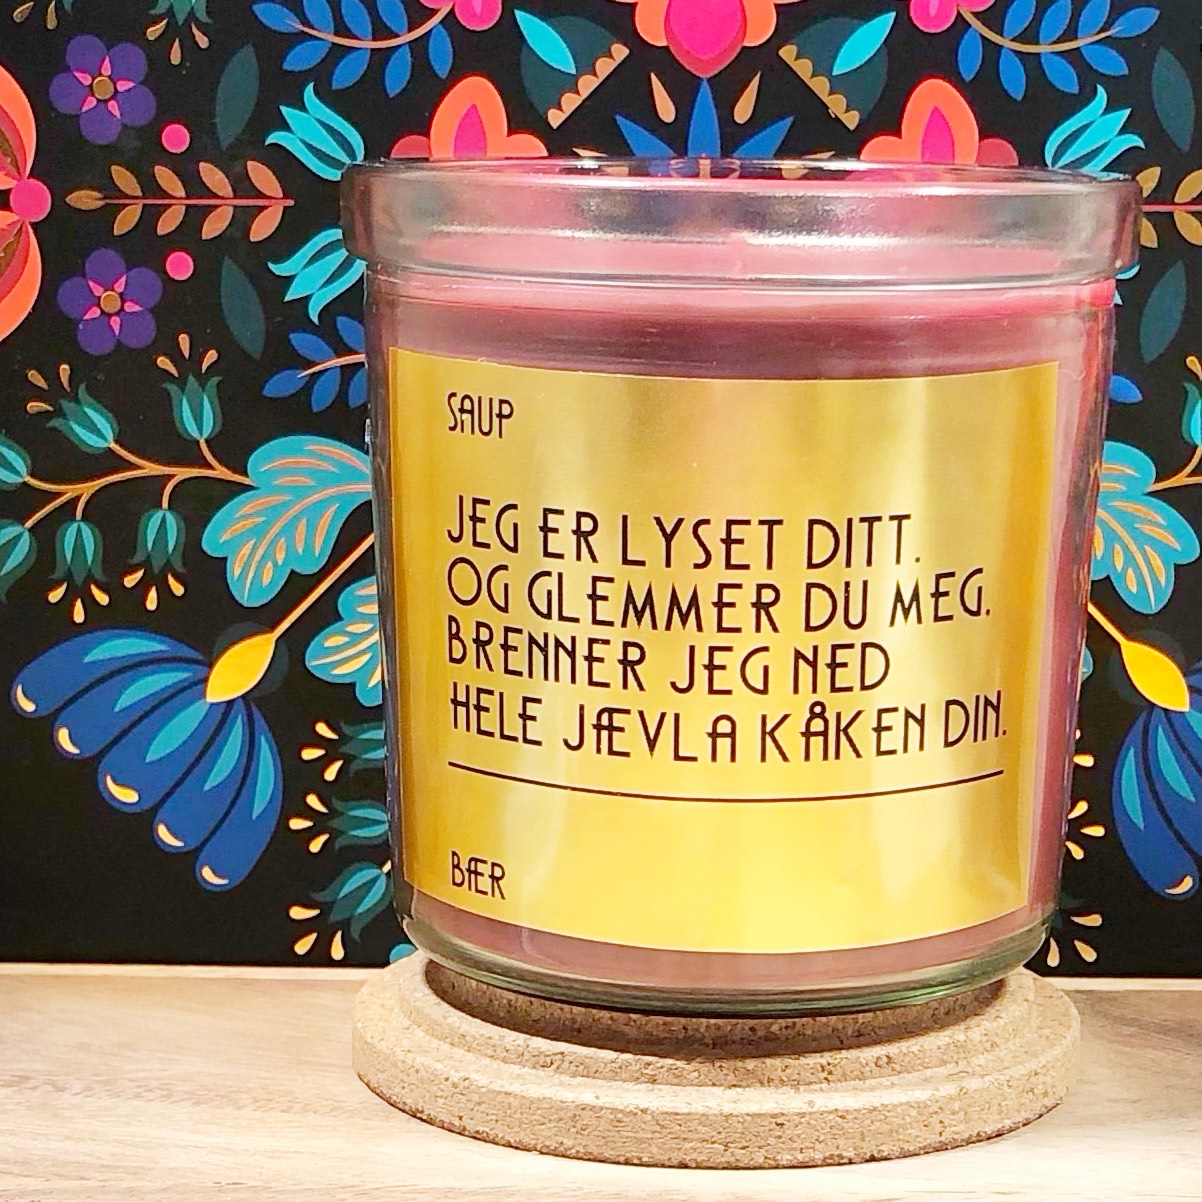 SAUP
JEG ER LYSET DITT.
OG GLEMMER DU MEG,
BRENNER JEG NED
HELE JÆVLA KÅKEN DIN.
BÆR